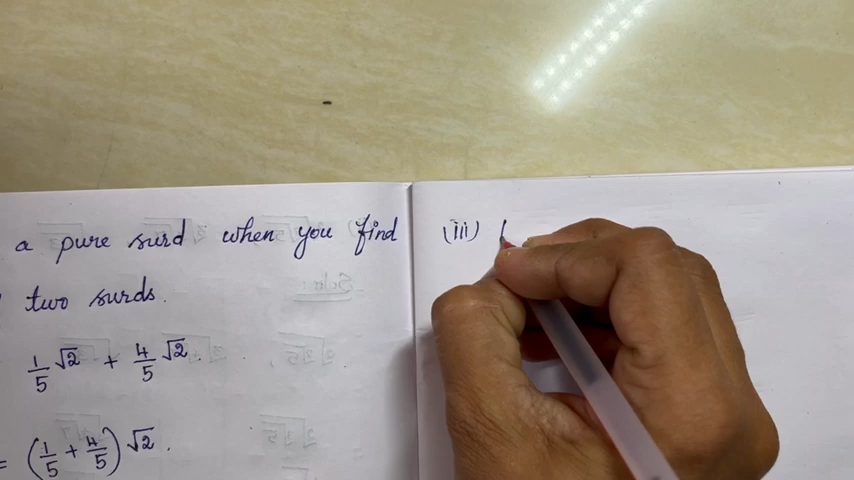 a pure surd when you find
two surds.
1/5 √2 + 4/5 √2.
= (1/5 + 4/5) √2.
(iii)